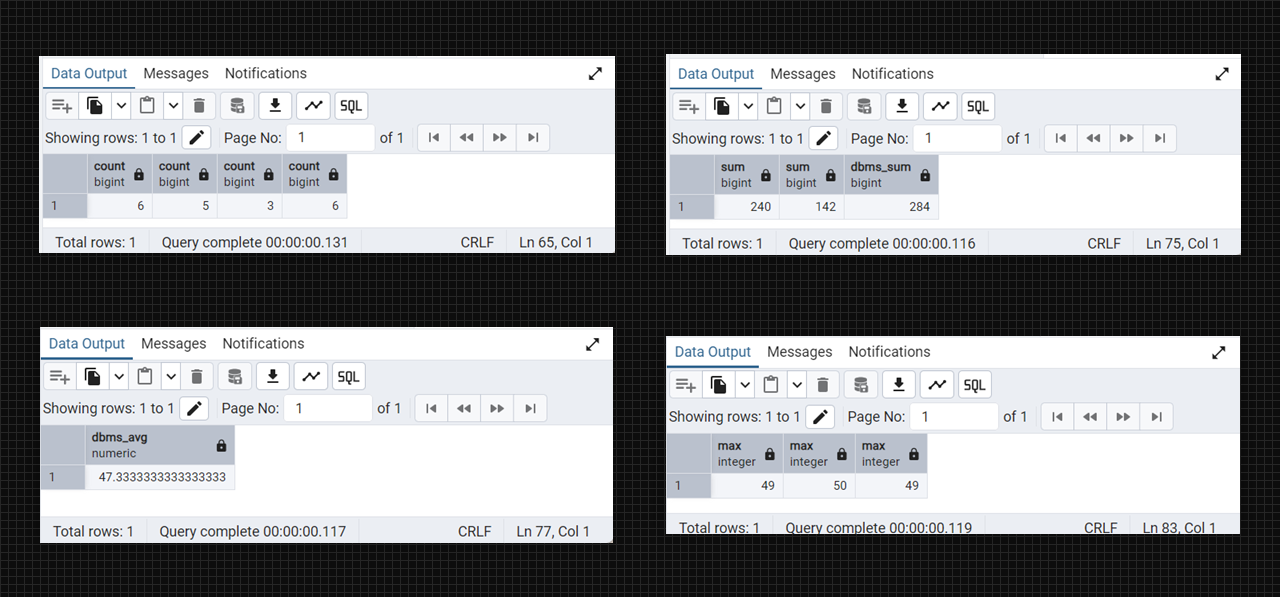 Data Output Messages Notifications
SQL
Showing rows: 1 to 1 Page No: 1 of 1
count count count count
bigint bigint bigint bigint
1 6 5 3 6
Total rows: 1 Query complete 00:00:00.131 CRLF Ln 65, Col 1
Data Output Messages Notifications
SQL
Showing rows: 1 to 1 Page No: 1 of 1
sum sum dbms_sum
bigint bigint bigint
1 240 142 284
Total rows: 1 Query complete 00:00:00.116 CRLF Ln 75, Col 1
Data Output Messages Notifications
SQL
Showing rows: 1 to 1 Page No: 1 of 1
dbms_avg
numeric
1 47.3333333333333333
Total rows: 1 Query complete 00:00:00.117 CRLF Ln 77, Col 1
Data Output Messages Notifications
SQL
Showing rows: 1 to 1 Page No: 1 of 1
max max max
integer integer integer
1 49 50 49
Total rows: 1 Query complete 00:00:00.119 CRLF Ln 83, Col 1